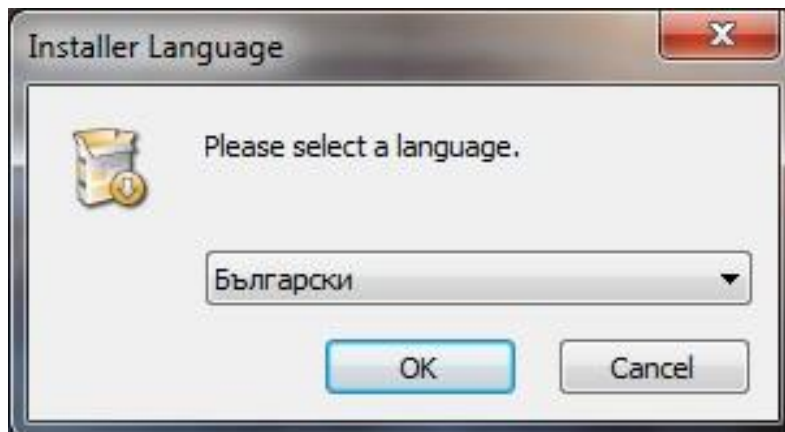 Installer Language
Please select a language.
Български
OK
Cancel